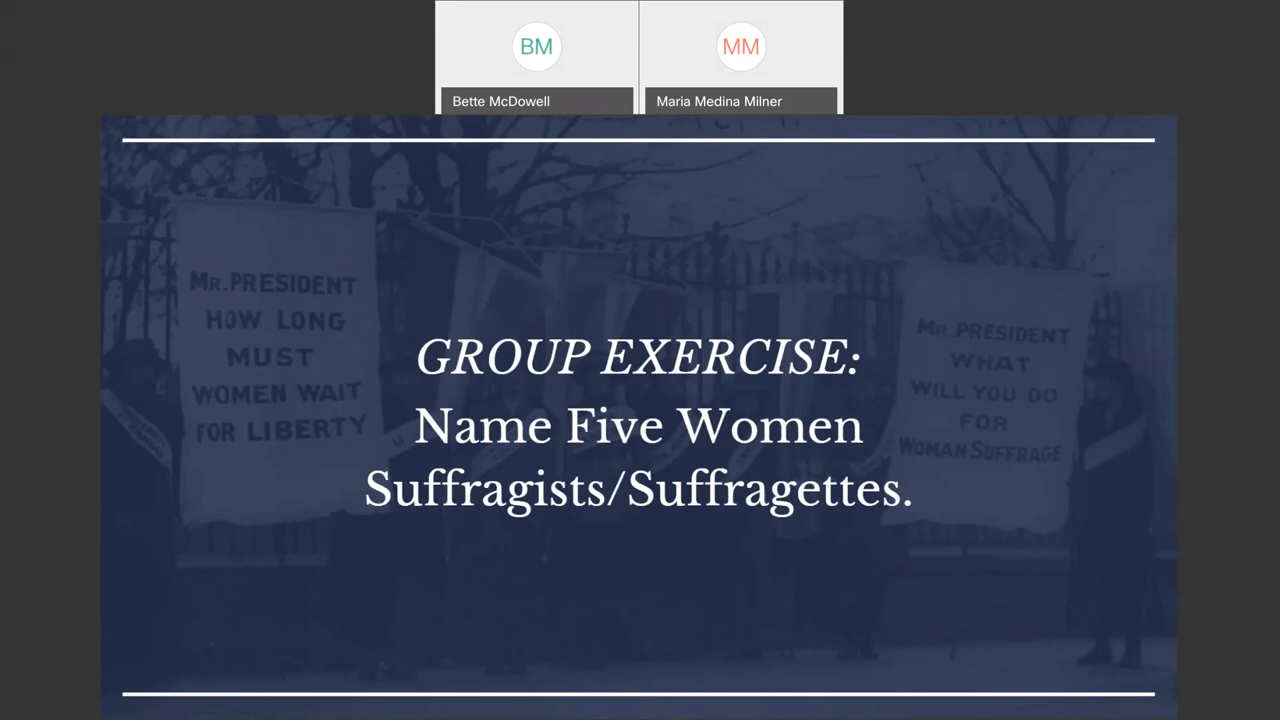 BM
MM
Bette McDowell
Maria Medina Milner
MR. PRESIDENT
HOW LONG
MUST
WOMEN WAIT
FOR LIBERTY
MR. PRESIDENT
WHAT
WILL YOU DO
FOR
WOMAN SUFFRAGE
GROUP EXERCISE:
Name Five Women
Suffragists/Suffragettes.